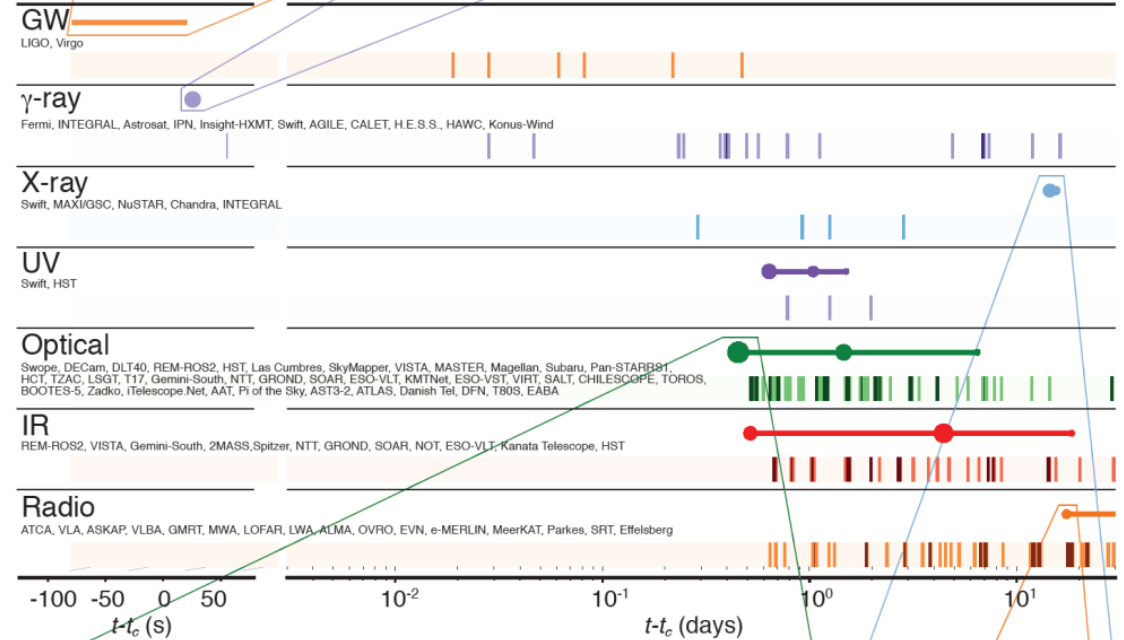 GW
LIGO, Virgo
γ-ray
Fermi, INTEGRAL, Astrosat, IPN, Insight-HXMT, Swift, AGILE, CALET, H.E.S.S., HAWC, Konus-Wind
X-ray
Swift, MAXI/GSC, NuSTAR, Chandra, INTEGRAL
UV
Swift, HST
Optical
Swope, DECam, DLT40, REM-ROS2, HST, Las Cumbres, SkyMapper, VISTA, MASTER, Magellan, Subaru, Pan-STARRS1,
HCT, TZAC, LSGT, T17, Gemini-South, NTT, GROND, SOAR, ESO-VLT, KMTNet, ESO-VST, VIRT, SALT, CHILESCOPE, TOROS,
BOOTES-5, Zadko, iTelescope.Net, AAT, Pi of the Sky, AST3-2, ATLAS, Danish Tel, DFN, T80S, EABA
IR
REM-ROS2, VISTA, Gemini-South, 2MASS,Spitzer, NTT, GROND, SOAR, NOT, ESO-VLT, Kanata Telescope, HST
Radio
ATCA, VLA, ASKAP, VLBA, GMRT, MWA, LOFAR, LWA, ALMA, OVRO, EVN, e-MERLIN, MeerKAT, Parkes, SRT, Effelsberg
-100 -50 0 50 10⁻² 10⁻¹ 10⁰ 10¹
t-tc (s) t-tc (days)